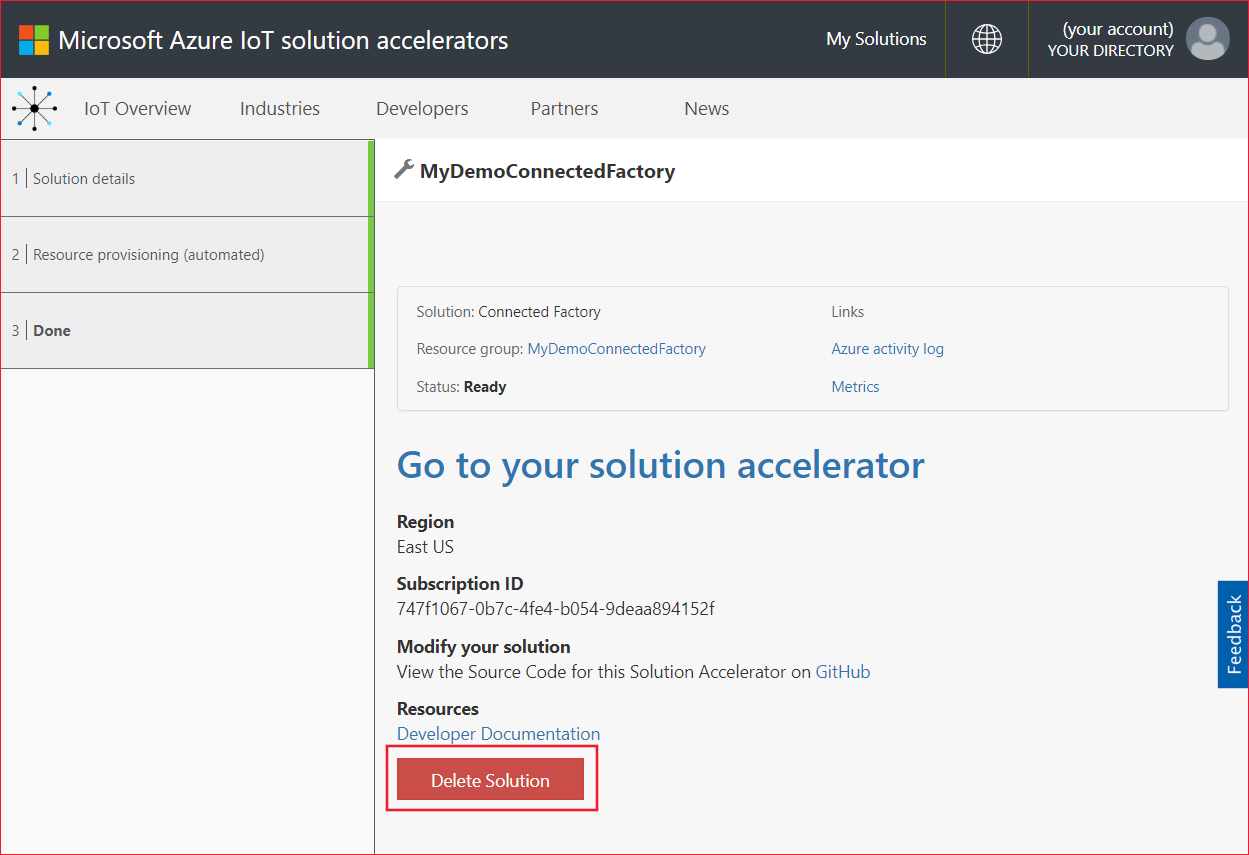 Microsoft Azure IoT solution accelerators
My Solutions
(your account)
YOUR DIRECTORY
IoT Overview
Industries
Developers
Partners
News
1 Solution details
2 Resource provisioning (automated)
3 Done
MyDemoConnectedFactory
Solution: Connected Factory
Links
Resource group: MyDemoConnectedFactory
Azure activity log
Status: Ready
Metrics
Go to your solution accelerator
Region
East US
Subscription ID
747f1067-0b7c-4fe4-b054-9deaa894152f
Modify your solution
View the Source Code for this Solution Accelerator on GitHub
Resources
Developer Documentation
Delete Solution
Feedback